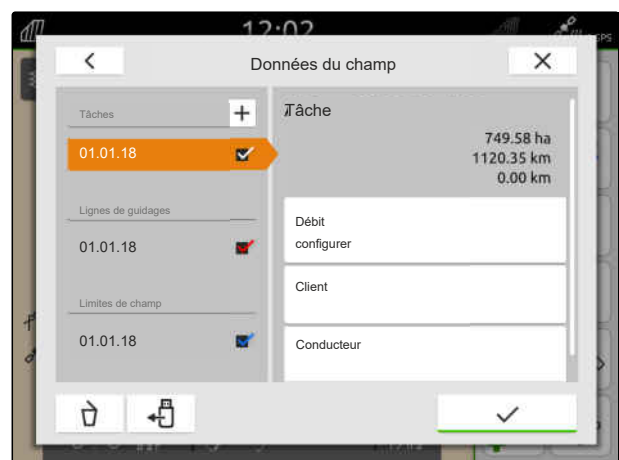 12:02
GPS
Données du champ
Tâches
01.01.18
Lignes de guidages
01.01.18
Limites de champ
01.01.18
Tâche
749.58 ha
1120.35 km
0.00 km
Débit
configurer
Client
Conducteur